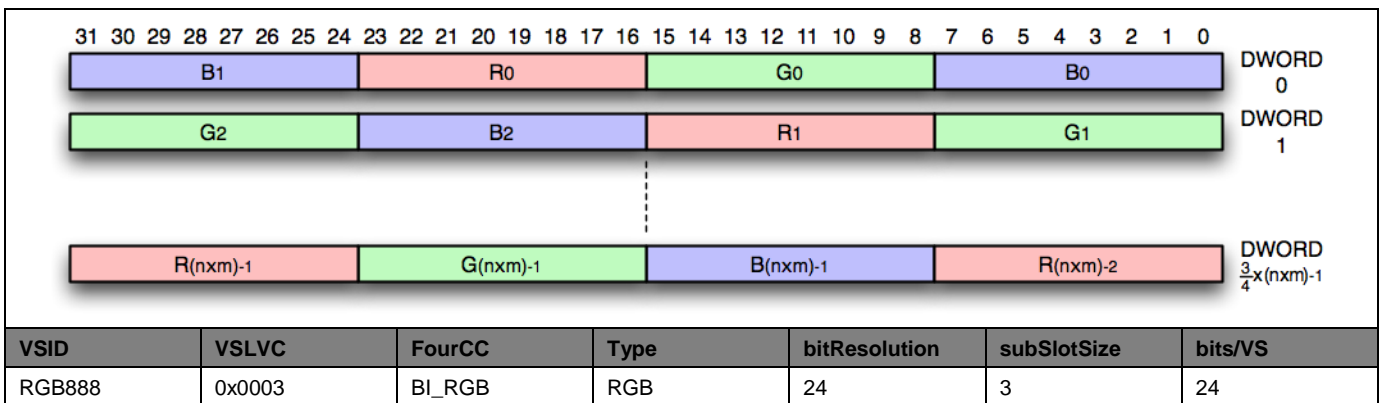 31 30 29 28 27 26 25 24 23 22 21 20 19 18 17 16 15 14 13 12 11 10 9 8 7 6 5 4 3 2 1 0
B1 R0 G0 B0 DWORD 0
G2 B2 R1 G1 DWORD 1
R(nxm)-1 G(nxm)-1 B(nxm)-1 R(nxm)-2 DWORD 3/4x(nxm)-1
VSID VSLVC FourCC Type bitResolution subSlotSize bits/VS
RGB888 0x0003 BI_RGB RGB 24 3 24